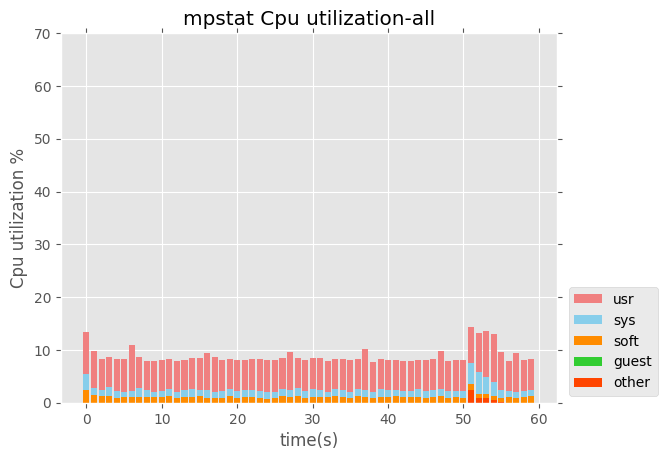 mpstat Cpu utilization-all
Cpu utilization %
70
60
50
40
30
20
10
0
0 10 20 30 40 50 60
time(s)
usr
sys
soft
guest
other